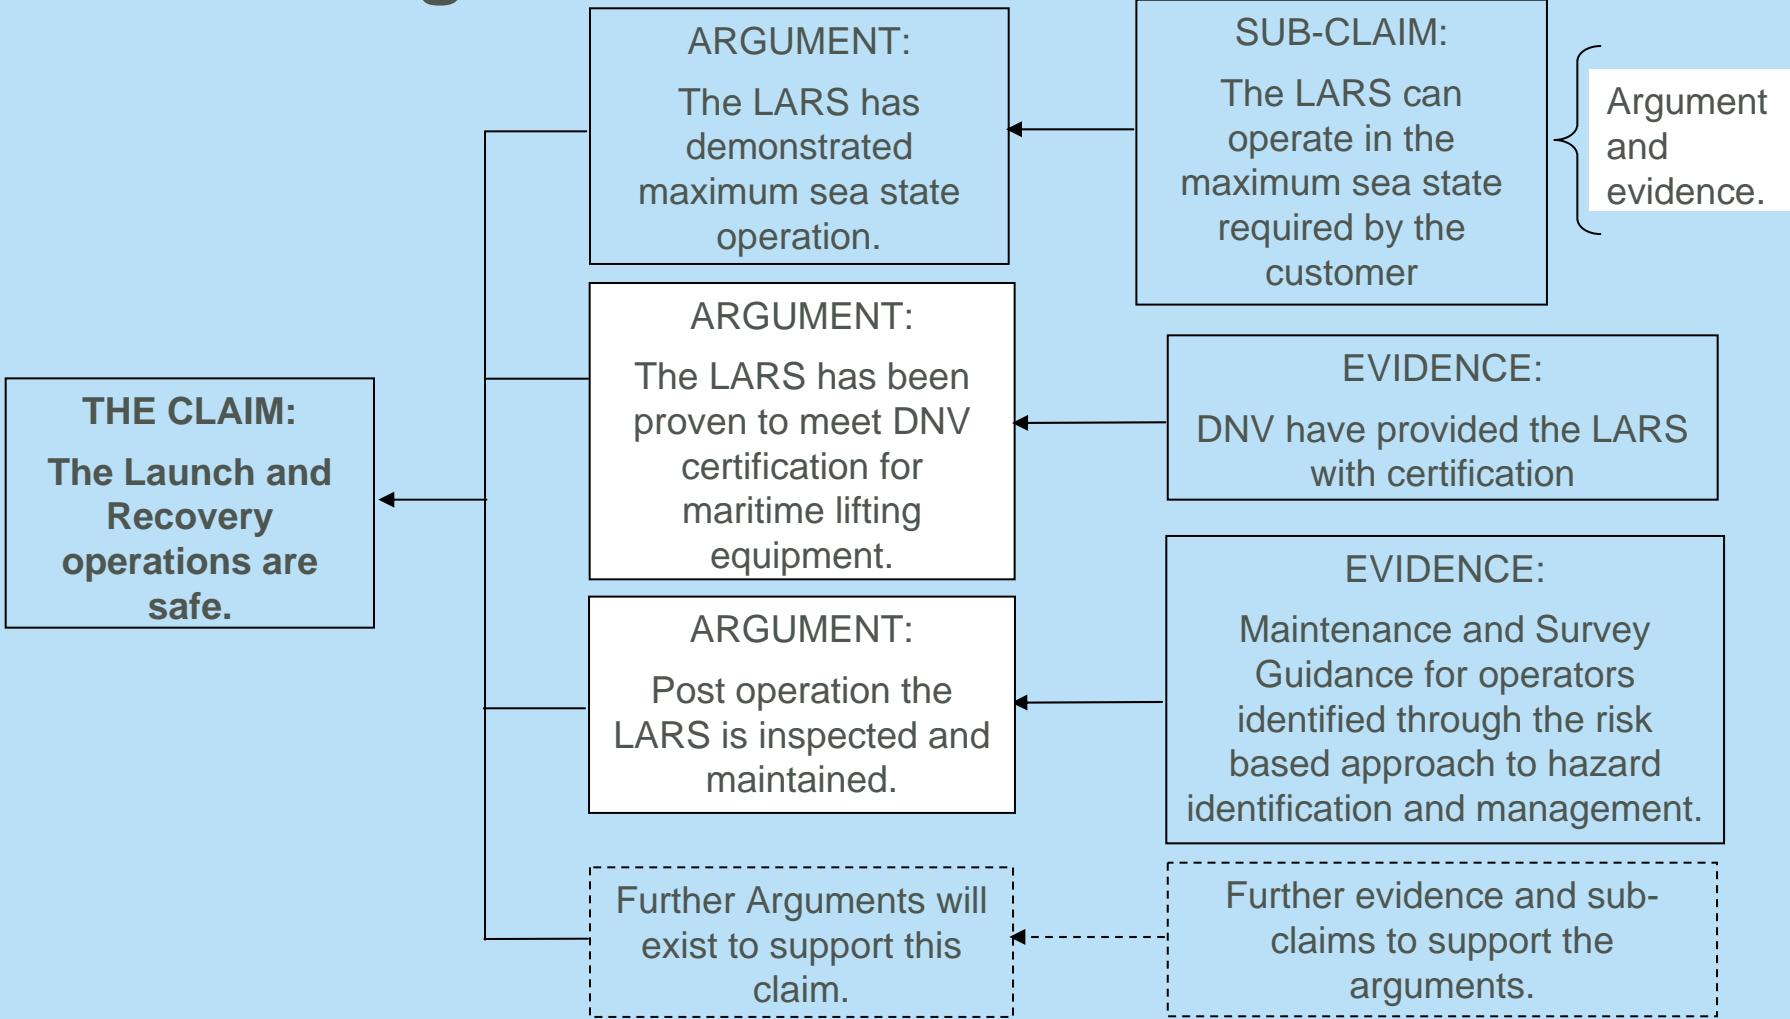 ARGUMENT:
The LARS has
demonstrated
maximum sea state
operation.
SUB-CLAIM:
The LARS can
operate in the
maximum sea state
required by the
customer
Argument
and
evidence.
ARGUMENT:
The LARS has been
proven to meet DNV
certification for
maritime lifting
equipment.
EVIDENCE:
DNV have provided the LARS
with certification
THE CLAIM:
The Launch and
Recovery
operations are
safe.
ARGUMENT:
Post operation the
LARS is inspected and
maintained.
EVIDENCE:
Maintenance and Survey
Guidance for operators
identified through the risk
based approach to hazard
identification and management.
Further Arguments will
exist to support this
claim.
Further evidence and sub-
claims to support the
arguments.